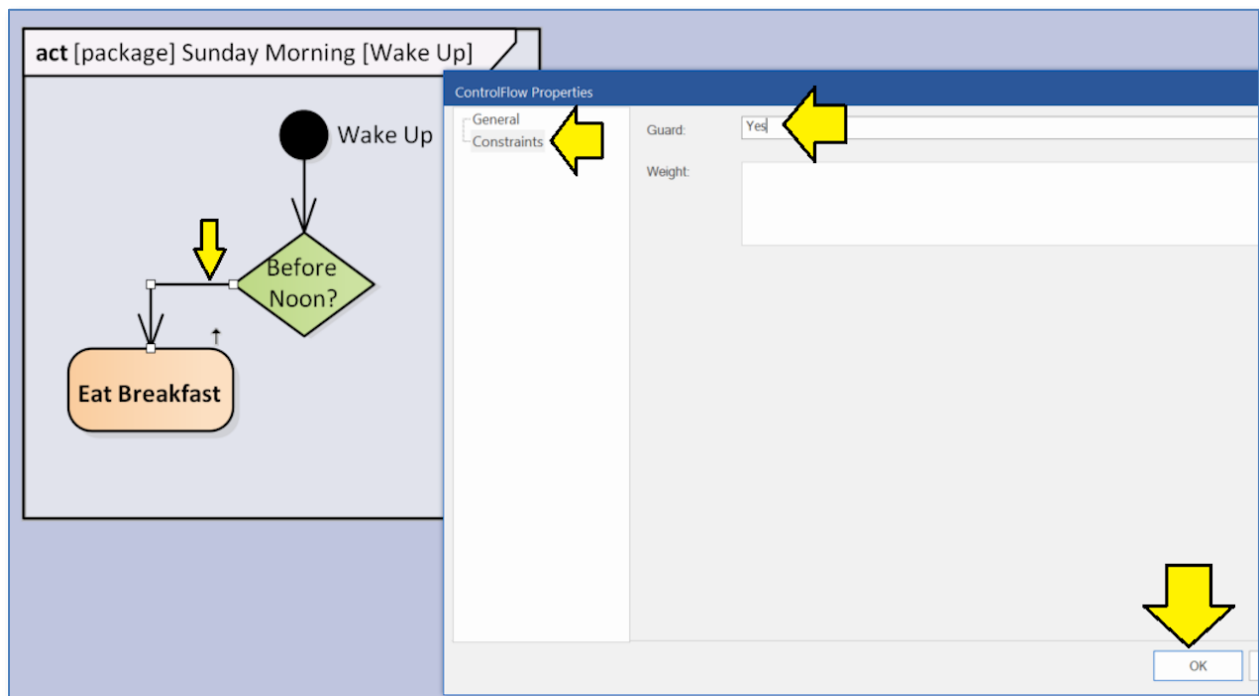 act [package] Sunday Morning [Wake Up]
Wake Up
Before
Noon?
Eat Breakfast
ControlFlow Properties
General
Constraints
Guard:
Yes
Weight:
OK